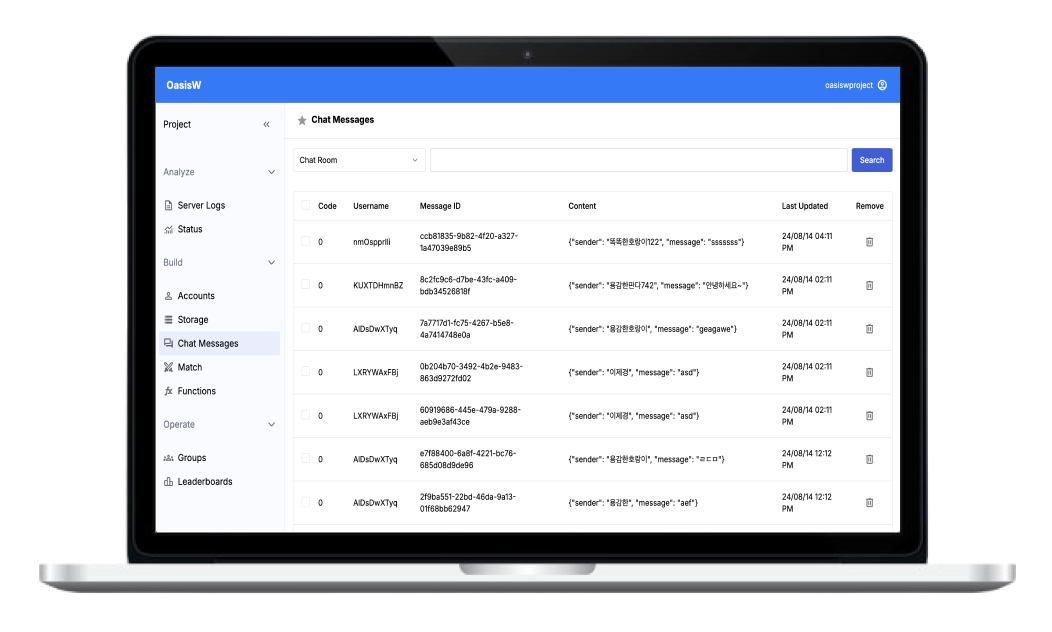 OasisW
oasiswproject
Project
Chat Messages
Chat Room
Search
Analyze
Server Logs
Status
Build
Accounts
Storage
Chat Messages
Match
Functions
Operate
Groups
Leaderboards
Code Username Message ID Content Last Updated Remove
0 nmOspprIIi ccb81835-9b82-4f20-a327- {"sender": "똑똑한호랑이122", "message": "sssssss"} 24/08/14 04:11
1a47039e89b5 PM
0 KUXTDHmnBZ 8c2fc9c6-d7be-43fc-a409- {"sender": "용감한판다742", "message": "안녕하세요~"} 24/08/14 02:11
bdb34526818f PM
0 AIDsDwXTyq 7a7717d1-fc75-4267-b5e8- {"sender": "용감한호랑이", "message": "geagawe"} 24/08/14 02:11
4a7414748e0a PM
0 LXRYWAxFBj 0b204b70-3492-4b2e-9483- {"sender": "이제경", "message": "asd"} 24/08/14 02:11
863d9272fd02 PM
0 LXRYWAxFBj 60919686-445e-479a-9288- {"sender": "이제경", "message": "asd"} 24/08/14 02:11
aeb9e3af43ce PM
0 AIDsDwXTyq e7f88400-6a8f-4221-bc76- {"sender": "용감한호랑이", "message": "ㄹㄷㅁ"} 24/08/14 12:12
685d08d9de96 PM
0 AIDsDwXTyq 2f9ba551-22bd-46da-9a13- {"sender": "용감한", "message": "aef"} 24/08/14 12:12
01f68bb62947 PM